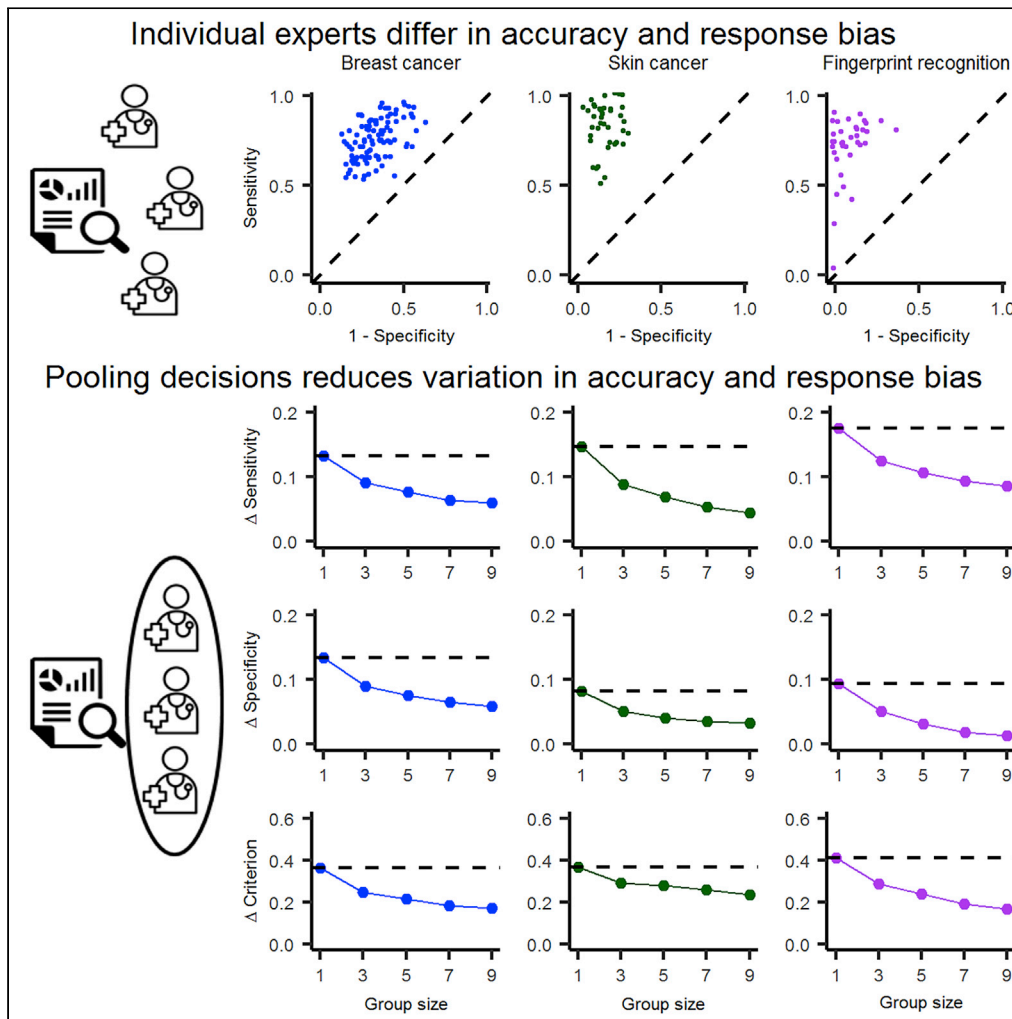 Individual experts differ in accuracy and response bias
Breast cancer
Skin cancer
Fingerprint recognition
Sensitivity
1.0
0.5
0.0
0.0
0.5
1.0
1 - Specificity
1.0
0.5
0.0
0.0
0.5
1.0
1 - Specificity
1.0
0.5
0.0
0.0
0.5
1.0
1 - Specificity
Pooling decisions reduces variation in accuracy and response bias
Δ Sensitivity
0.2
0.1
0.0
1 3 5 7 9
0.2
0.1
0.0
1 3 5 7 9
0.2
0.1
0.0
1 3 5 7 9
Δ Specificity
0.2
0.1
0.0
1 3 5 7 9
0.2
0.1
0.0
1 3 5 7 9
0.2
0.1
0.0
1 3 5 7 9
Δ Criterion
0.6
0.4
0.2
0.0
1 3 5 7 9
Group size
0.6
0.4
0.2
0.0
1 3 5 7 9
Group size
0.6
0.4
0.2
0.0
1 3 5 7 9
Group size